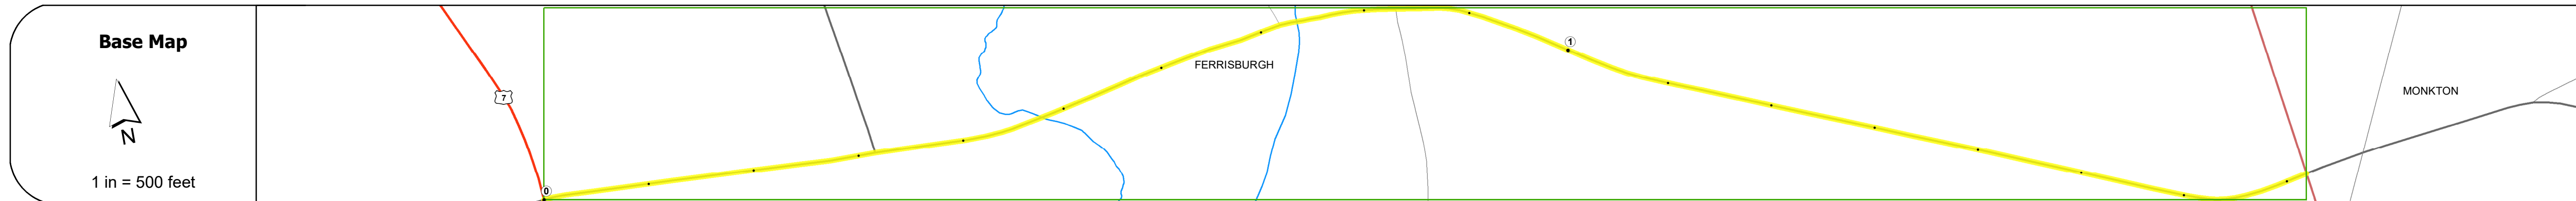 Base Map
N
1 in = 500 feet
7
0
FERRISBURGH
1
MONKTON